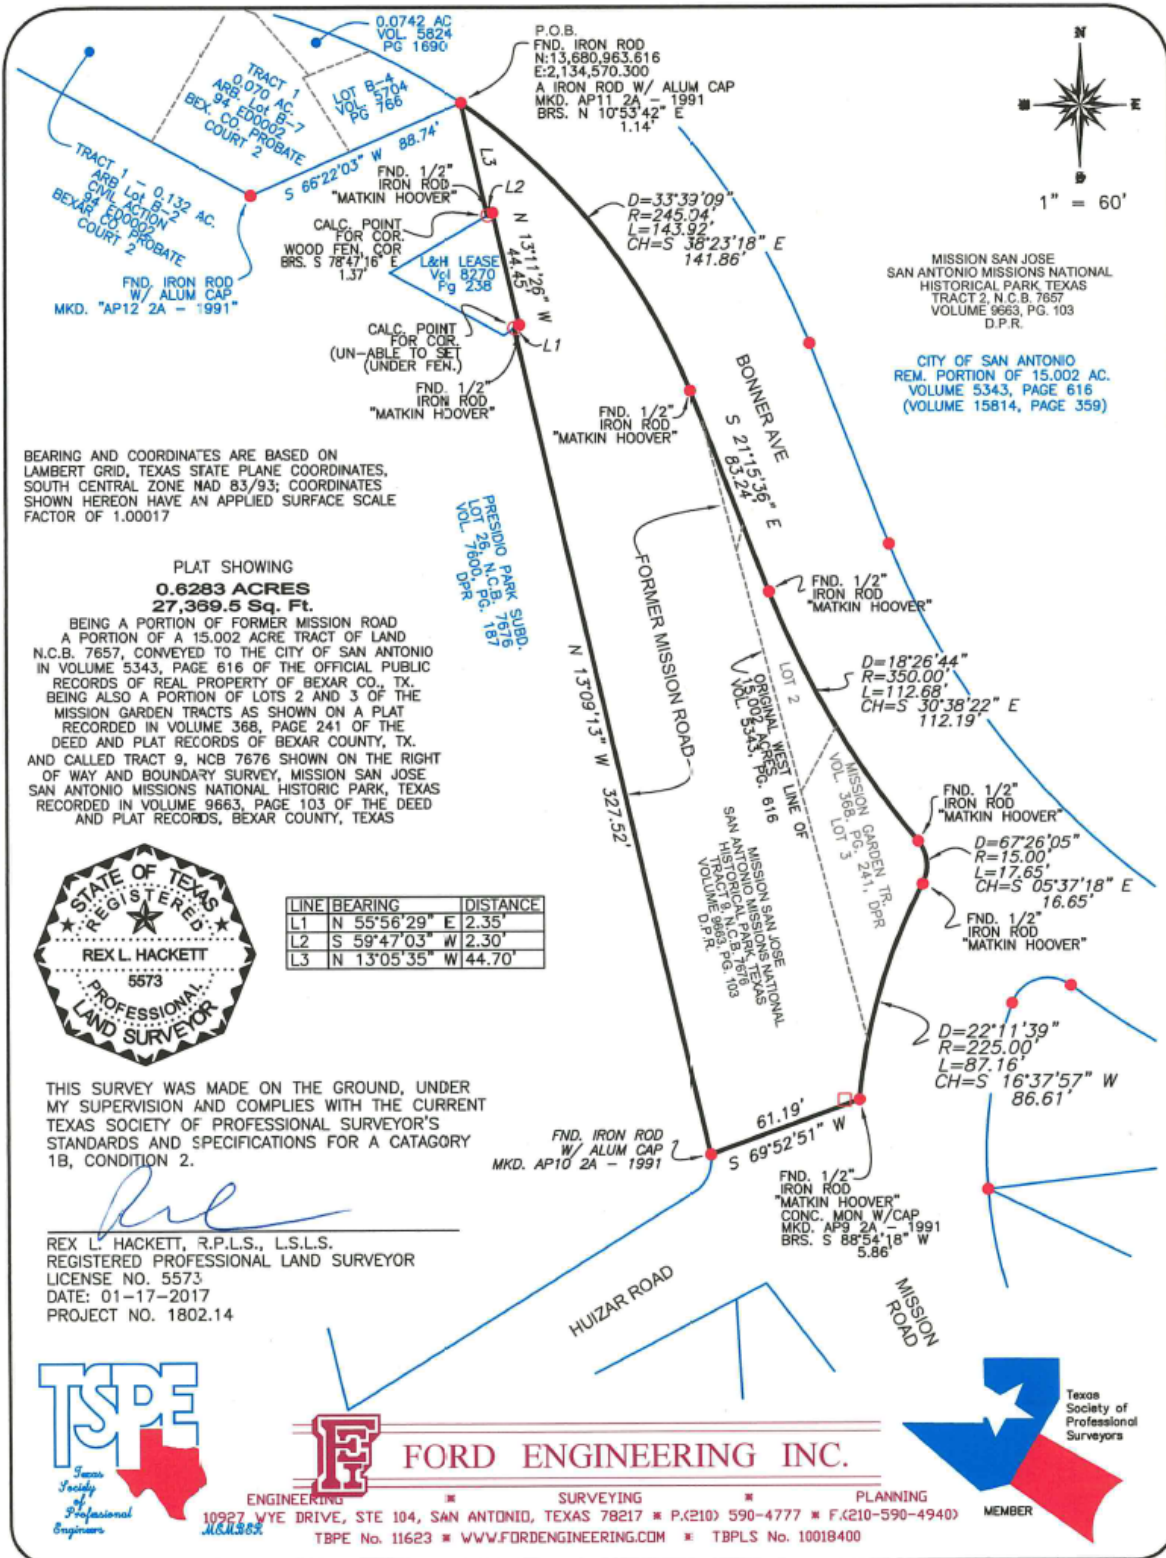 0.0742 AC
VOL. 5824
PG 1690
TRACT 1
0.070 AC.
ARB. Lot B-7
94 ED0002
BEX. CO. PROBATE
COURT 2
LOT B-4
VOL. 5704
PG 766
TRACT 1 - 0.132 AC.
ARB Lot B-2
CIVIL ACTION
94 ED0002
BEXAR CO. PROBATE
COURT 2
S 66°22'03" W 88.74'
FND. IRON ROD
W/ ALUM CAP
MKD. "AP12 2A - 1991"
P.O.B.
FND. IRON ROD
N:13,680,963.616
E:2,134,570.300
A IRON ROD W/ ALUM CAP
MKD. AP11 2A - 1991
BRS. N 10°53'42" E
1.14'
N
E
S
1" = 60'
L3
FND. 1/2"
IRON ROD
"MATKIN HOOVER"
L2
CALC. POINT
FOR COR.
WOOD FEN. COR
BRS. S 78°47'16" E
1.37'
N 13°11'26" W
44.45'
L&H LEASE
Vol 8270
Pg 238
CALC. POINT
FOR COR.
(UN-ABLE TO SET
(UNDER FEN.)
L1
FND. 1/2"
IRON ROD
"MATKIN HOOVER"
D=33°39'09"
R=245.04'
L=143.92'
CH=S 38°23'18" E
141.86'
MISSION SAN JOSE
SAN ANTONIO MISSIONS NATIONAL
HISTORICAL PARK, TEXAS
TRACT 2, N.C.B. 7657
VOLUME 9663, PG. 103
D.P.R.
CITY OF SAN ANTONIO
REM. PORTION OF 15.002 AC.
VOLUME 5343, PAGE 616
(VOLUME 15814, PAGE 359)
FND. 1/2"
IRON ROD
"MATKIN HOOVER"
BONNER AVE
S 21°15'36" E
83.24'
BEARING AND COORDINATES ARE BASED ON
LAMBERT GRID, TEXAS STATE PLANE COORDINATES,
SOUTH CENTRAL ZONE NAD 83/93; COORDINATES
SHOWN HEREON HAVE AN APPLIED SURFACE SCALE
FACTOR OF 1.00017
PRESIDIO PARK SUBD.
LOT 26, N.C.B. 7676
VOL. 7600, PG. 187
DPR
FORMER MISSION ROAD
FND. 1/2"
IRON ROD
"MATKIN HOOVER"
PLAT SHOWING
0.6283 ACRES
27,369.5 Sq. Ft.
BEING A PORTION OF FORMER MISSION ROAD
A PORTION OF A 15.002 ACRE TRACT OF LAND
N.C.B. 7657, CONVEYED TO THE CITY OF SAN ANTONIO
IN VOLUME 5343, PAGE 616 OF THE OFFICIAL PUBLIC
RECORDS OF REAL PROPERTY OF BEXAR CO., TX.
BEING ALSO A PORTION OF LOTS 2 AND 3 OF THE
MISSION GARDEN TRACTS AS SHOWN ON A PLAT
RECORDED IN VOLUME 368, PAGE 241 OF THE
DEED AND PLAT RECORDS OF BEXAR COUNTY, TX.
AND CALLED TRACT 9, NCB 7676 SHOWN ON THE RIGHT
OF WAY AND BOUNDARY SURVEY, MISSION SAN JOSE
SAN ANTONIO MISSIONS NATIONAL HISTORIC PARK, TEXAS
RECORDED IN VOLUME 9663, PAGE 103 OF THE DEED
AND PLAT RECORDS, BEXAR COUNTY, TEXAS
N 13°09'13" W 327.52'
LOT 2
ORIGINAL WEST LINE OF
15.002 ACRES
VOL. 5343, PG. 616
D=18°26'44"
R=350.00'
L=112.68'
CH=S 30°38'22" E
112.19'
MISSION GARDEN TR.
VOL. 368, PG. 241, DPR
LOT 3
FND. 1/2"
IRON ROD
"MATKIN HOOVER"
D=67°26'05"
R=15.00'
L=17.65'
CH=S 05°37'18" E
16.65'
FND. 1/2"
IRON ROD
"MATKIN HOOVER"
MISSION SAN JOSE
SAN ANTONIO MISSIONS NATIONAL
HISTORICAL PARK, TEXAS
TRACT 9, N.C.B. 7676
VOLUME 9663, PG. 103
D.P.R.
STATE OF TEXAS
REGISTERED
REX L. HACKETT
5573
PROFESSIONAL
LAND SURVEYOR
LINE BEARING DISTANCE
L1 N 55°56'29" E 2.35'
L2 S 59°47'03" W 2.30'
L3 N 13°05'35" W 44.70'
D=22°11'39"
R=225.00'
L=87.16'
CH=S 16°37'57" W
86.61'
THIS SURVEY WAS MADE ON THE GROUND, UNDER
MY SUPERVISION AND COMPLIES WITH THE CURRENT
TEXAS SOCIETY OF PROFESSIONAL SURVEYOR'S
STANDARDS AND SPECIFICATIONS FOR A CATAGORY
1B, CONDITION 2.
FND. IRON ROD
W/ ALUM CAP
MKD. AP10 2A - 1991
61.19'
S 69°52'51" W
FND. 1/2"
IRON ROD
"MATKIN HOOVER"
CONC. MON W/CAP
MKD. AP9 2A - 1991
BRS. S 88°54'18" W
5.86'
REX L. HACKETT, R.P.L.S., L.S.L.S.
REGISTERED PROFESSIONAL LAND SURVEYOR
LICENSE NO. 5573
DATE: 01-17-2017
PROJECT NO. 1802.14
HUIZAR ROAD
MISSION
ROAD
TSPE
Texas
Society
of
Professional
Engineers
MEMBER
FORD ENGINEERING INC.
ENGINEERING * SURVEYING * PLANNING
10927 WYE DRIVE, STE 104, SAN ANTONIO, TEXAS 78217 * P.(210) 590-4777 * F.(210-590-4940)
TBPE No. 11623 * WWW.FORDENGINEERING.COM * TBPLS No. 10018400
Texas
Society of
Professional
Surveyors
MEMBER